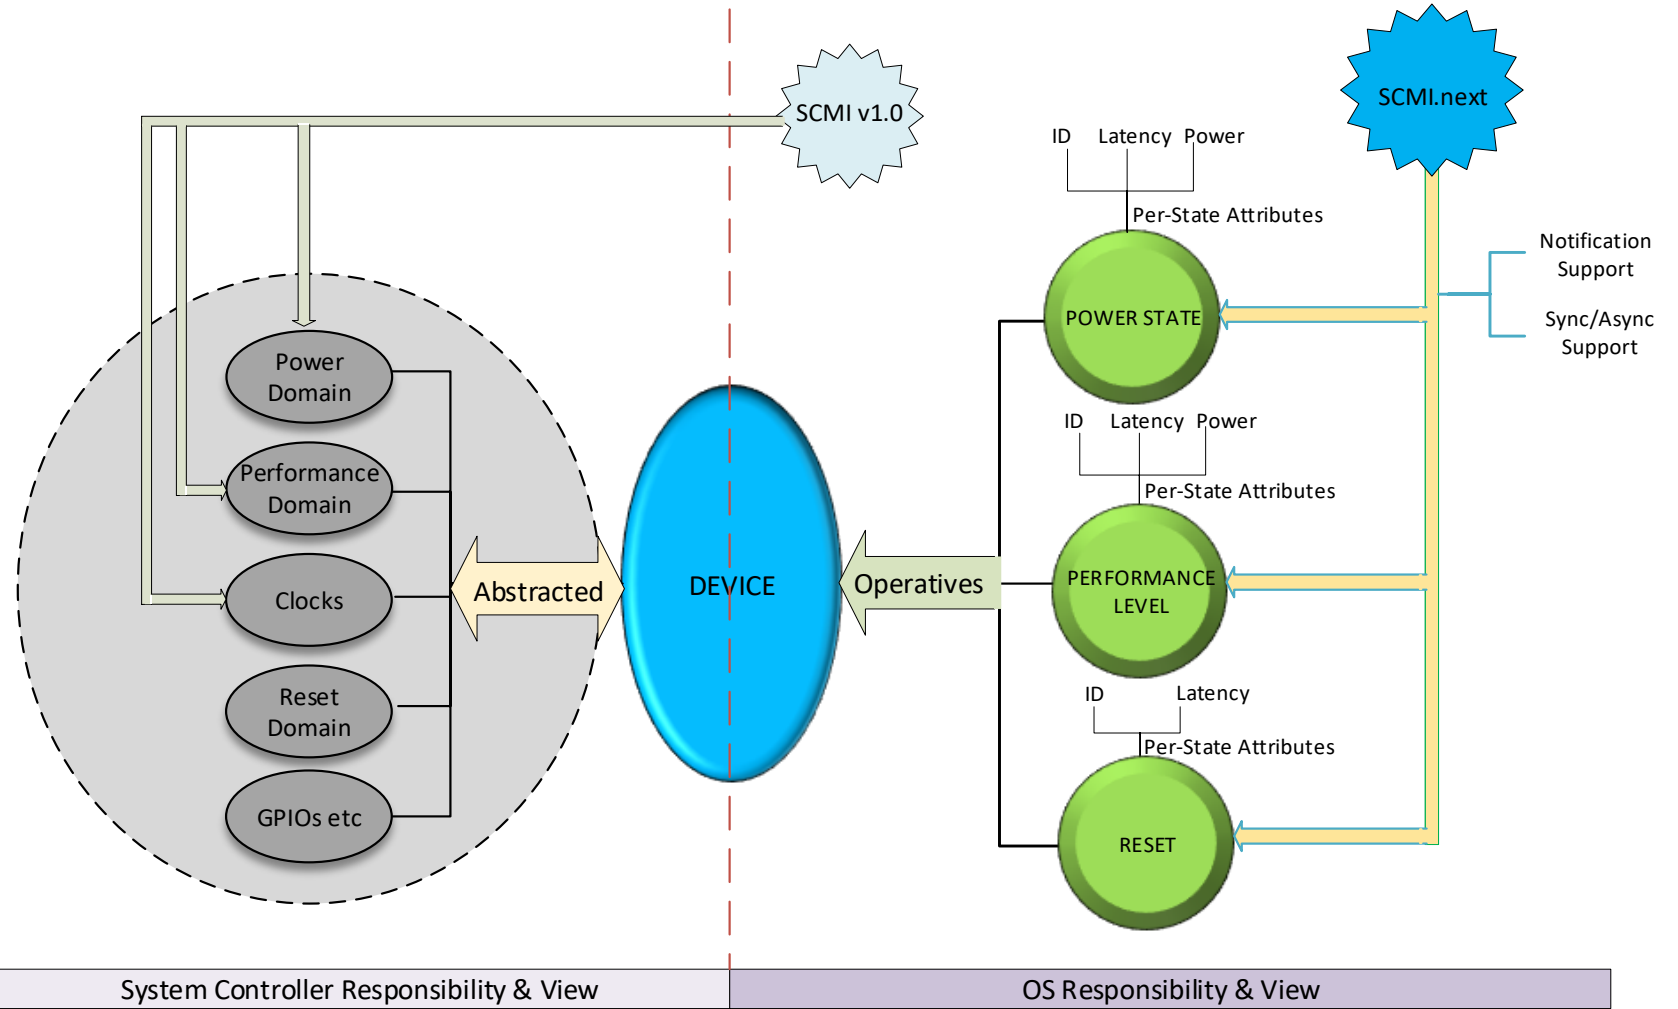 SCMI v1.0
SCMI.next
ID Latency Power
Per-State Attributes
POWER STATE
Notification
Support
Sync/Async
Support
Power
Domain
Performance
Domain
Clocks
Reset
Domain
GPIOs etc
Abstracted
DEVICE
Operatives
ID Latency Power
Per-State Attributes
PERFORMANCE
LEVEL
ID Latency
Per-State Attributes
RESET
System Controller Responsibility & View
OS Responsibility & View